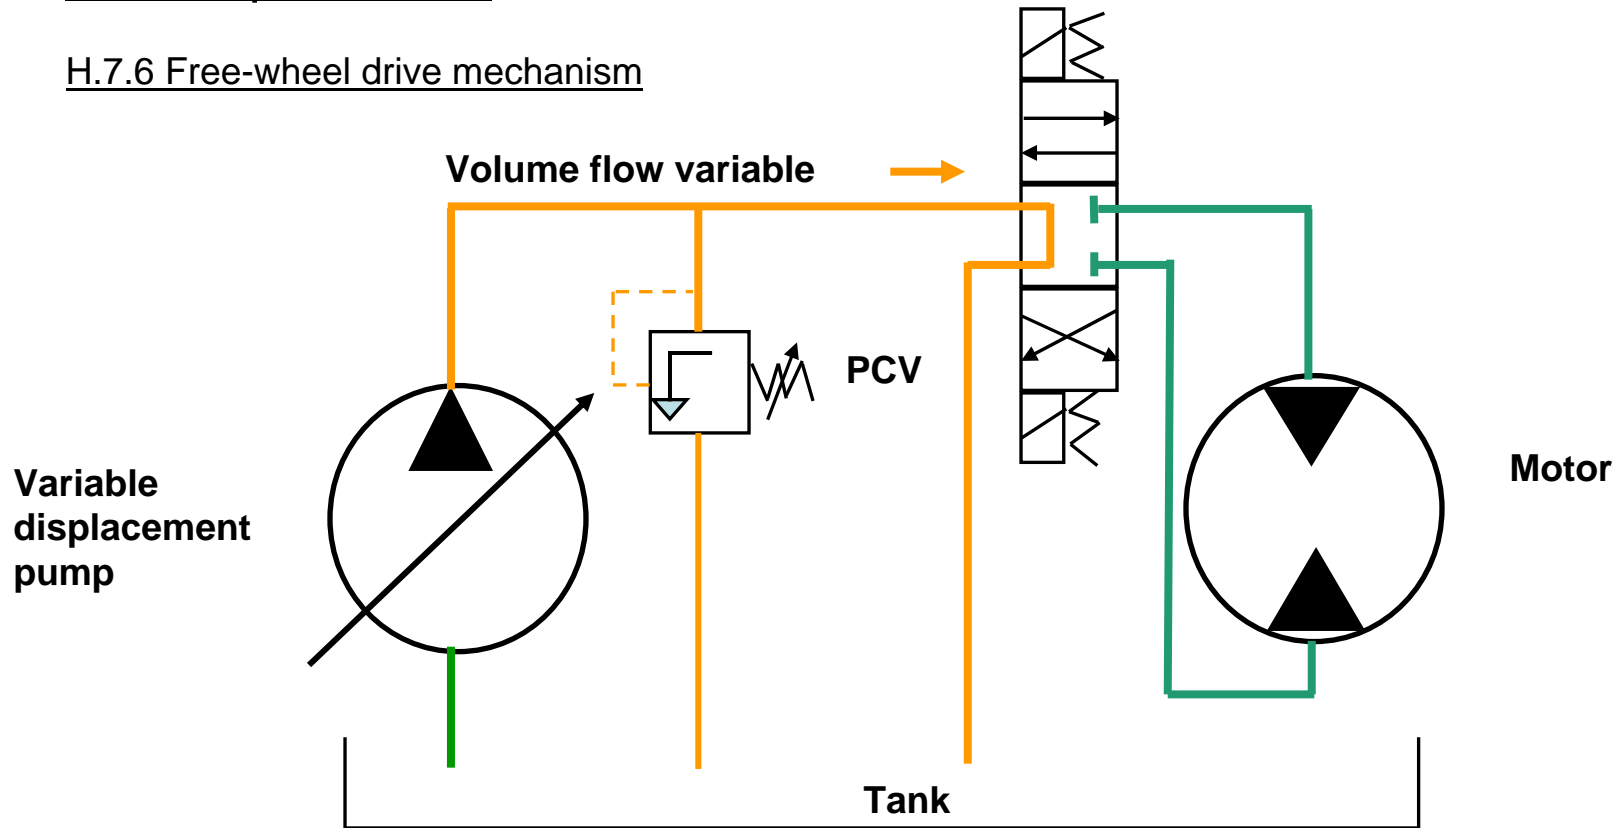 H.7.6 Free-wheel drive mechanism
Volume flow variable
PCV
Variable
displacement
pump
Motor
Tank